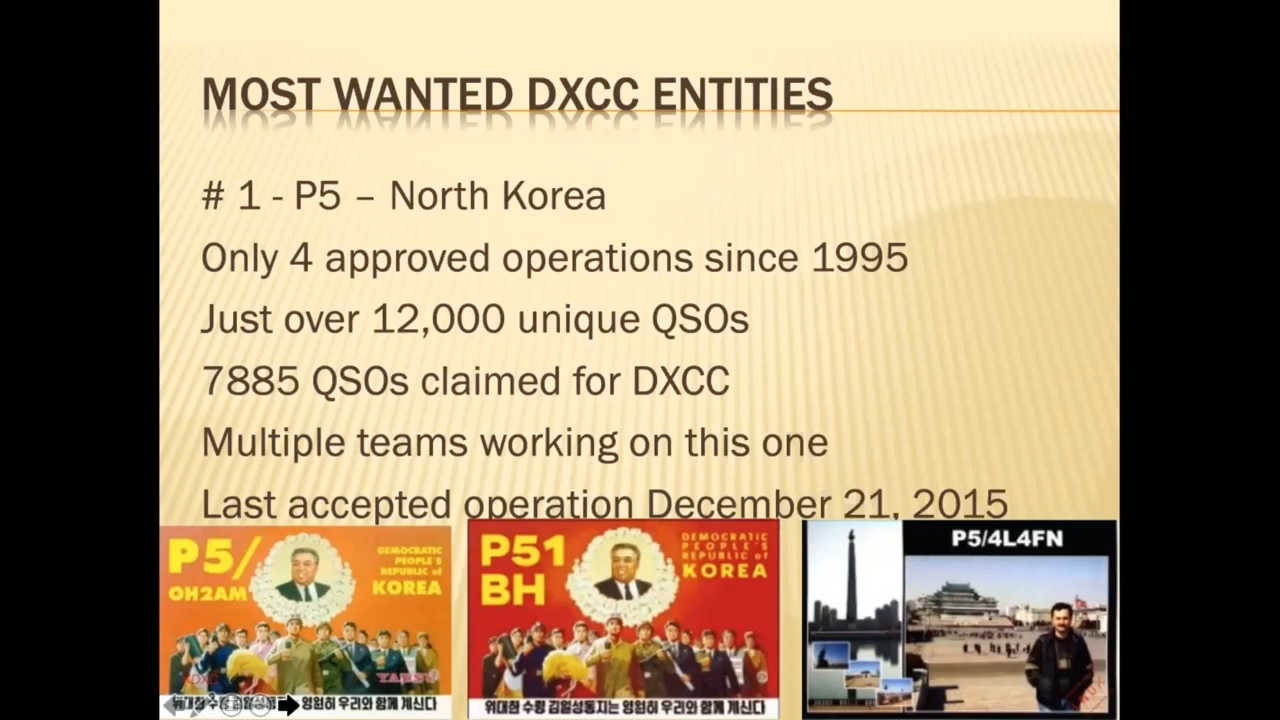 MOST WANTED DXCC ENTITIES
# 1 - P5 – North Korea
Only 4 approved operations since 1995
Just over 12,000 unique QSOs
7885 QSOs claimed for DXCC
Multiple teams working on this one
Last accepted operation December 21, 2015
P5/
OH2AM
DEMOCRATIC
PEOPLE'S
REPUBLIC of
KOREA
YAESU
영원히 우리와 함께 계신다
P51
BH
DEMOCRATIC
PEOPLE'S
REPUBLIC of
KOREA
위대한 수령 김일성동지는 영원히 우리와 함께 계신다
P5/4L4FN